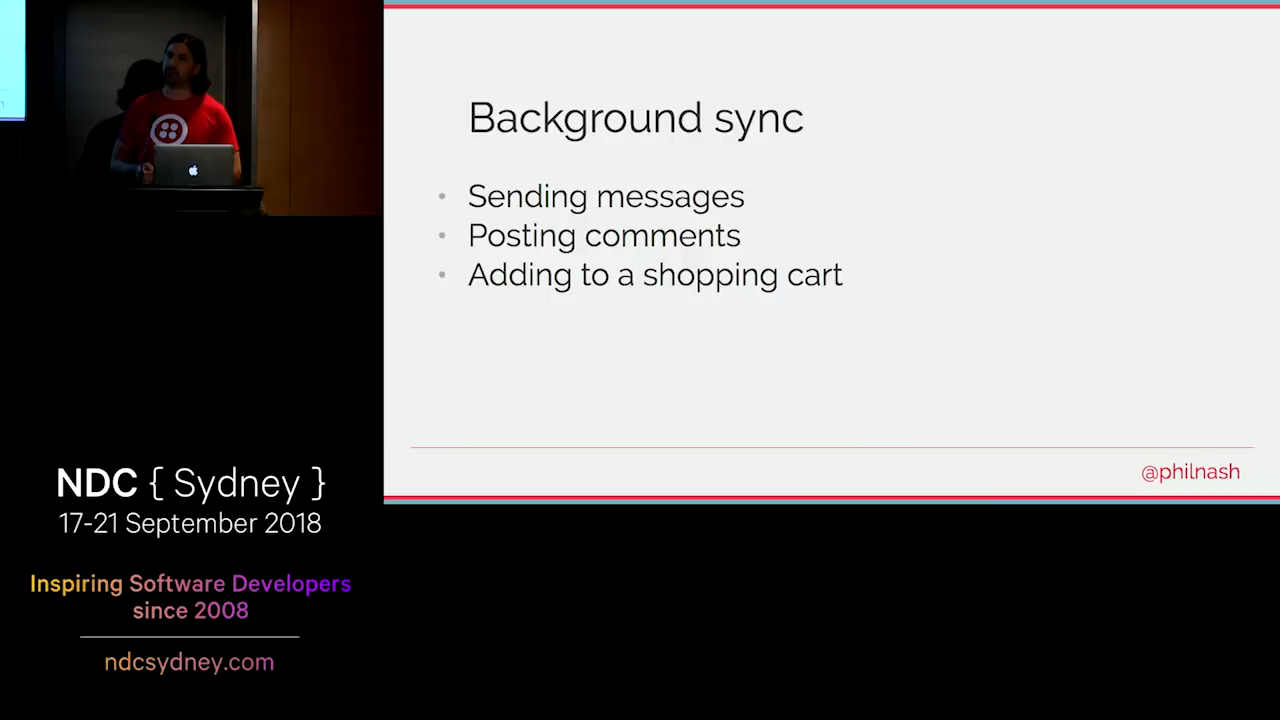 Background sync
• Sending messages
• Posting comments
• Adding to a shopping cart
@philnash
NDC { Sydney }
17-21 September 2018
Inspiring Software Developers
since 2008
ndcsydney.com